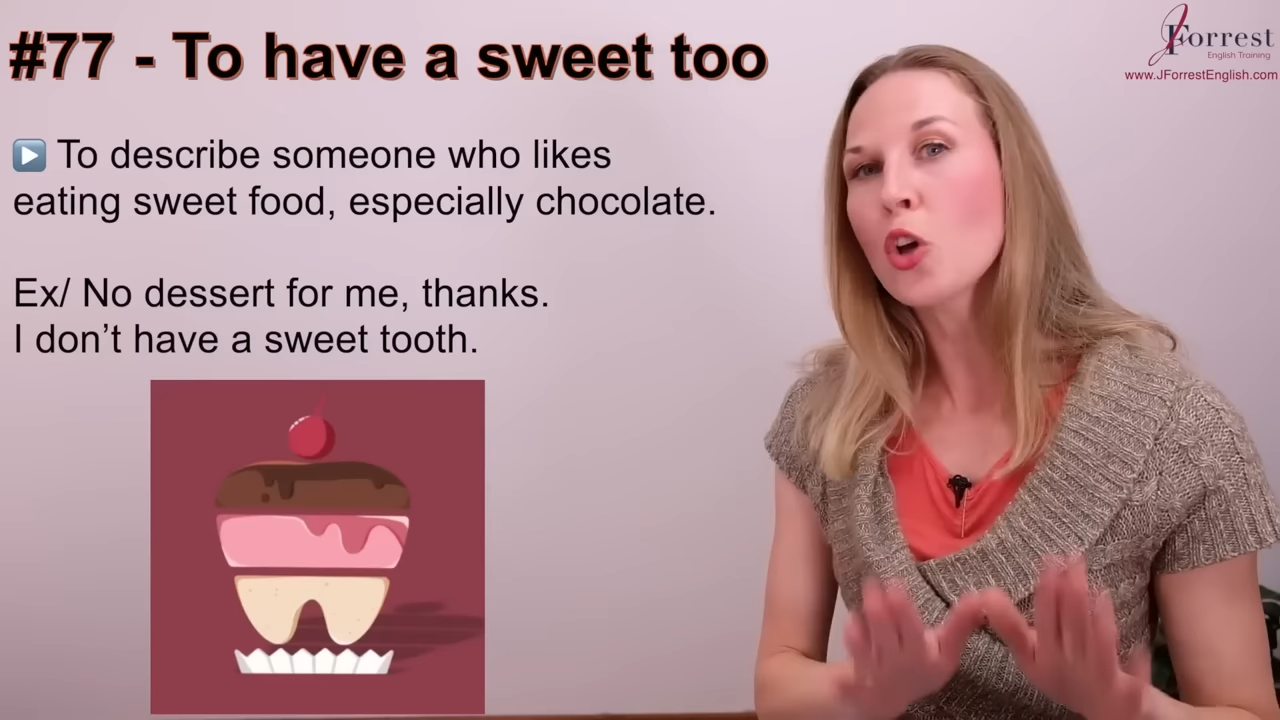 #77 - To have a sweet too
▶ To describe someone who likes
eating sweet food, especially chocolate.
Ex/ No dessert for me, thanks.
I don’t have a sweet tooth.
JForrest
English Training
www.JForrestEnglish.com